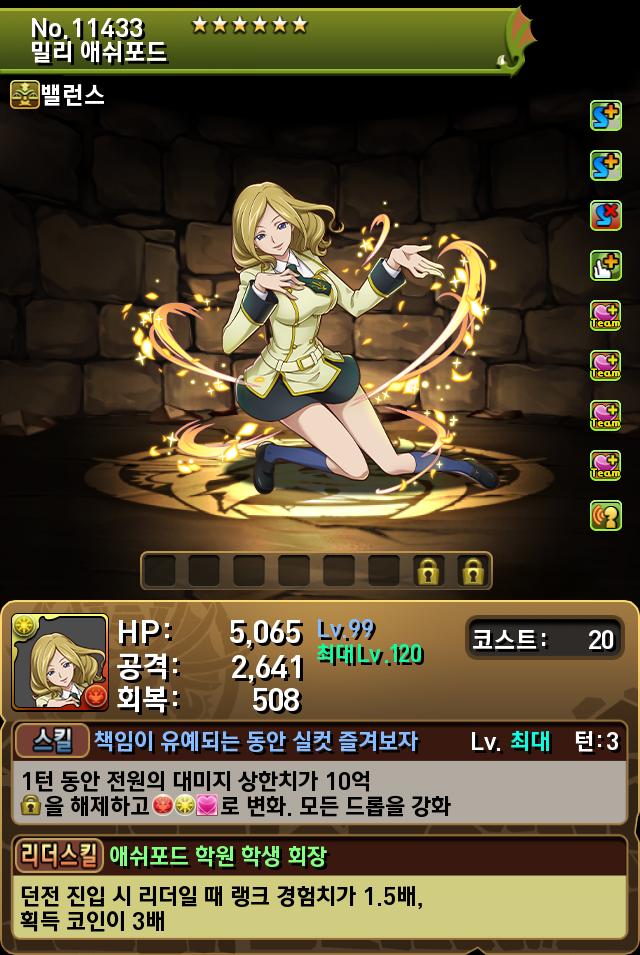 No.11433
밀리 애쉬포드
밸런스
Team
Team
Team
Team
HP: 5,065 Lv.99
공격: 2,641 최대Lv.120
회복: 508
코스트: 20
스킬 책임이 유예되는 동안 실컷 즐겨보자 Lv. 최대 턴:3
1턴 동안 전원의 대미지 상한치가 10억
을 해제하고 로 변화. 모든 드롭을 강화
리더스킬 애쉬포드 학원 학생 회장
던전 진입 시 리더일 때 랭크 경험치가 1.5배,
획득 코인이 3배